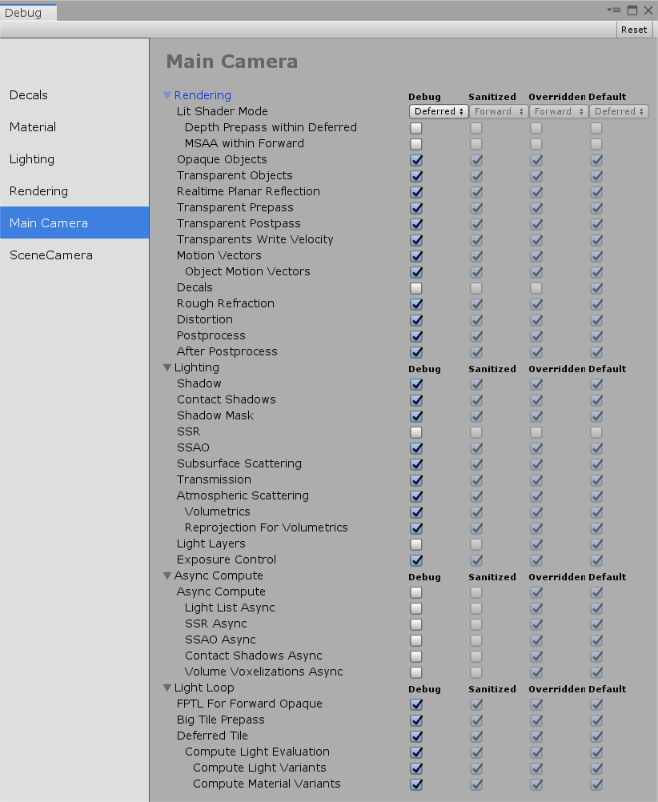 Debug
Reset
Main Camera
Decals
Material
Lighting
Rendering
Main Camera
SceneCamera
Rendering Debug Sanitized Overridden Default
Lit Shader Mode Deferred Forward Forward Deferred
Depth Prepass within Deferred
MSAA within Forward
Opaque Objects
Transparent Objects
Realtime Planar Reflection
Transparent Prepass
Transparent Postpass
Transparents Write Velocity
Motion Vectors
Object Motion Vectors
Decals
Rough Refraction
Distortion
Postprocess
After Postprocess
Lighting Debug Sanitized Overridden Default
Shadow
Contact Shadows
Shadow Mask
SSR
SSAO
Subsurface Scattering
Transmission
Atmospheric Scattering
Volumetrics
Reprojection For Volumetrics
Light Layers
Exposure Control
Async Compute Debug Sanitized Overridden Default
Async Compute
Light List Async
SSR Async
SSAO Async
Contact Shadows Async
Volume Voxelizations Async
Light Loop Debug Sanitized Overridden Default
FPTL For Forward Opaque
Big Tile Prepass
Deferred Tile
Compute Light Evaluation
Compute Light Variants
Compute Material Variants